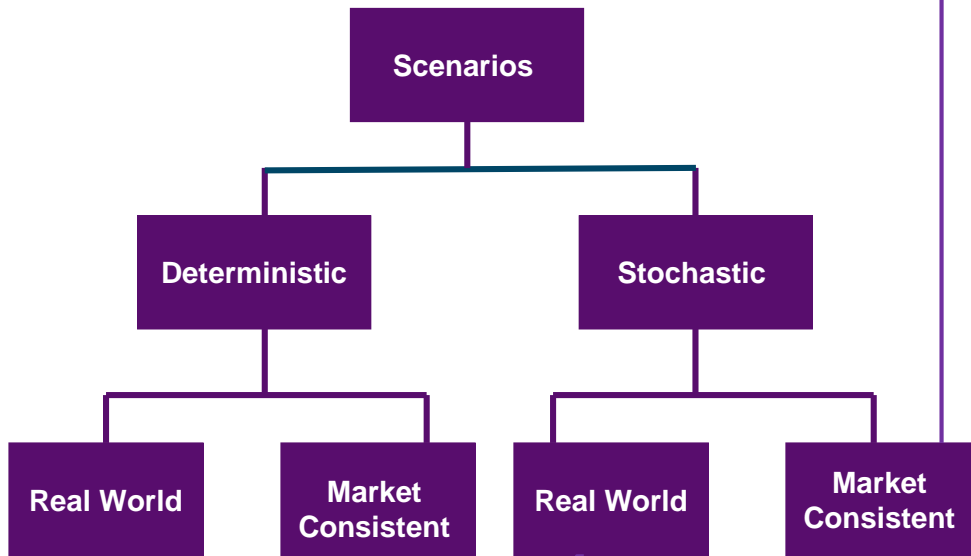 Scenarios
Deterministic
Stochastic
Real World
Market
Consistent
Real World
Market
Consistent